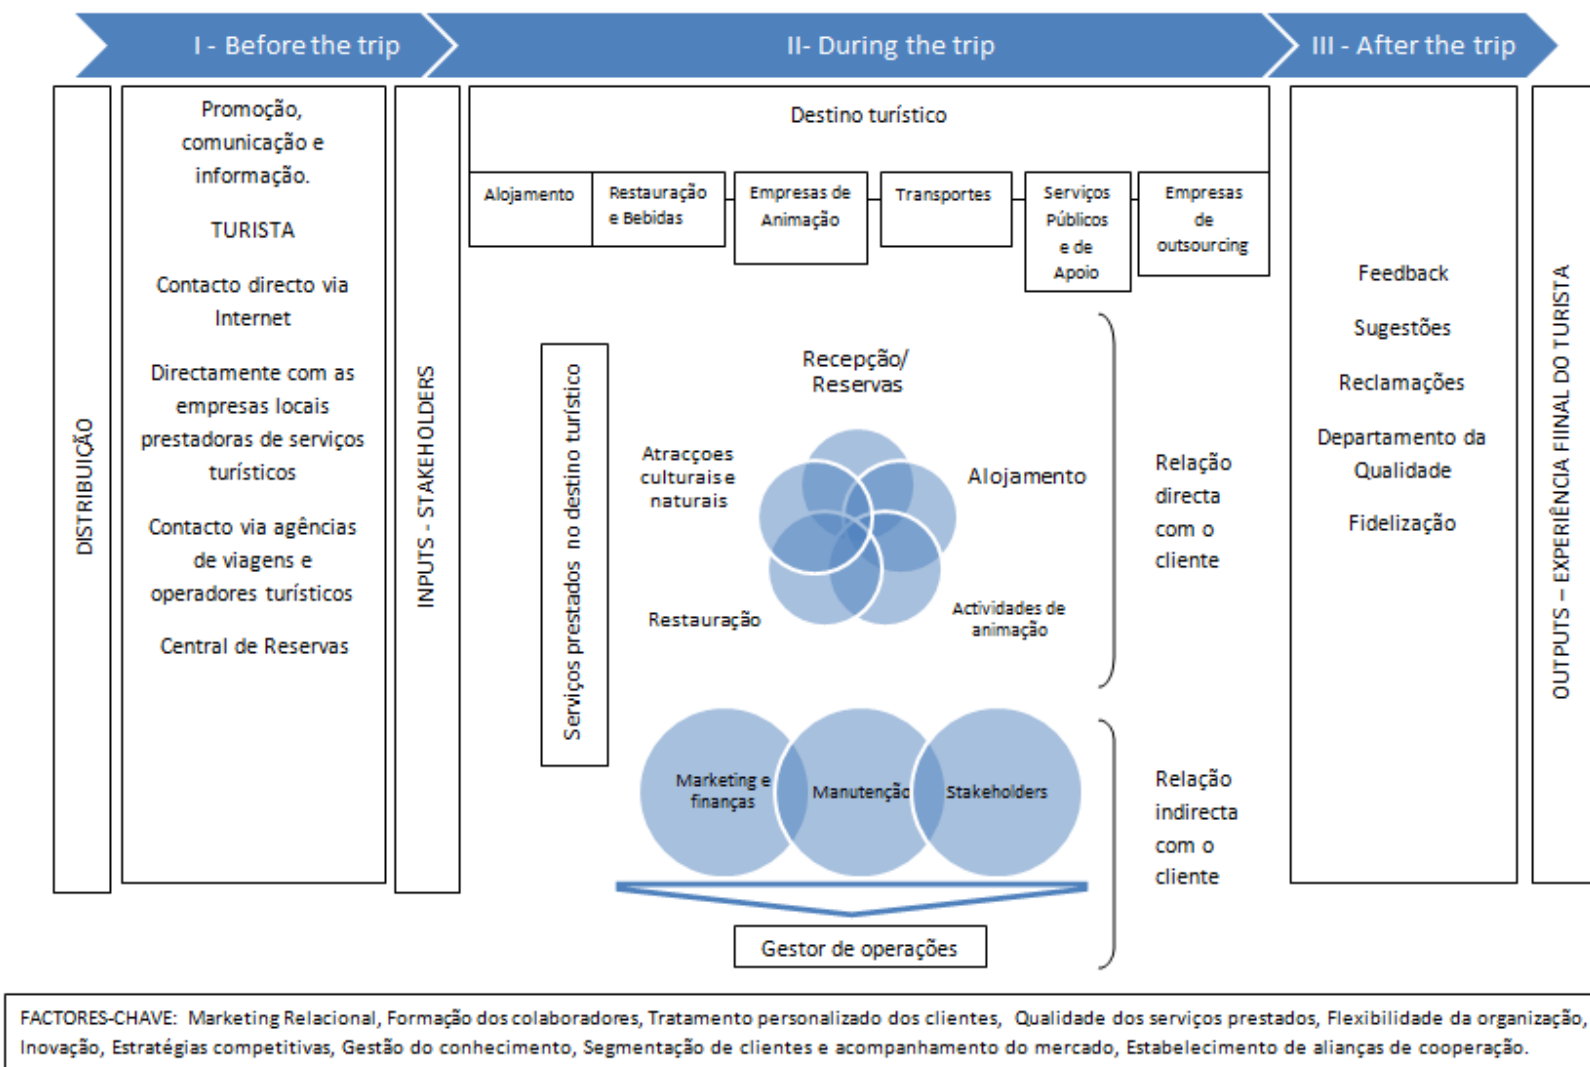 I - Before the trip
II- During the trip
III - After the trip
DISTRIBUIÇÃO
Promoção,
comunicação e
informação.
TURISTA
Contacto directo via
Internet
Directamente com as
empresas locais
prestadoras de serviços
turísticos
Contacto via agências
de viagens e
operadores turísticos
Central de Reservas
INPUTS - STAKEHOLDERS
Destino turístico
Alojamento
Restauração
e Bebidas
Empresas de
Animação
Transportes
Serviços
Públicos
e de
Apoio
Empresas
de
outsourcing
Serviços prestados no destino turístico
Recepção/
Reservas
Atracçoes
culturais e
naturais
Alojamento
Restauração
Actividades de
animação
Relação
directa
com o
cliente
Marketing e
finanças
Manutenção
Stakeholders
Relação
indirecta
com o
cliente
Gestor de operações
Feedback
Sugestões
Reclamações
Departamento da
Qualidade
Fidelização
OUTPUTS – EXPERIÊNCIA FIINAL DO TURISTA
FACTORES-CHAVE: Marketing Relacional, Formação dos colaboradores, Tratamento personalizado dos clientes, Qualidade dos serviços prestados, Flexibilidade da organização,
Inovação, Estratégias competitivas, Gestão do conhecimento, Segmentação de clientes e acompanhamento do mercado, Estabelecimento de alianças de cooperação.